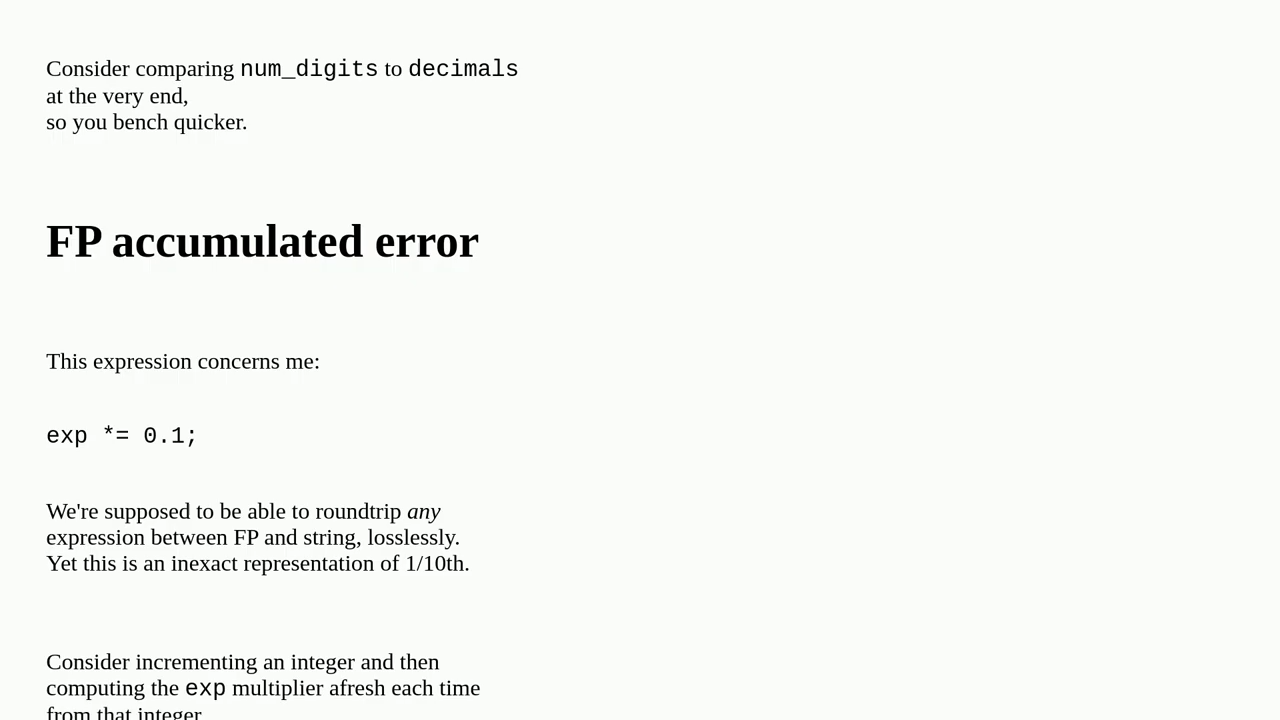 Consider comparing num_digits to decimals
at the very end,
so you bench quicker.
FP accumulated error
This expression concerns me:
exp *= 0.1;
We're supposed to be able to roundtrip any
expression between FP and string, losslessly.
Yet this is an inexact representation of 1/10th.
Consider incrementing an integer and then
computing the exp multiplier afresh each time
from that integer.